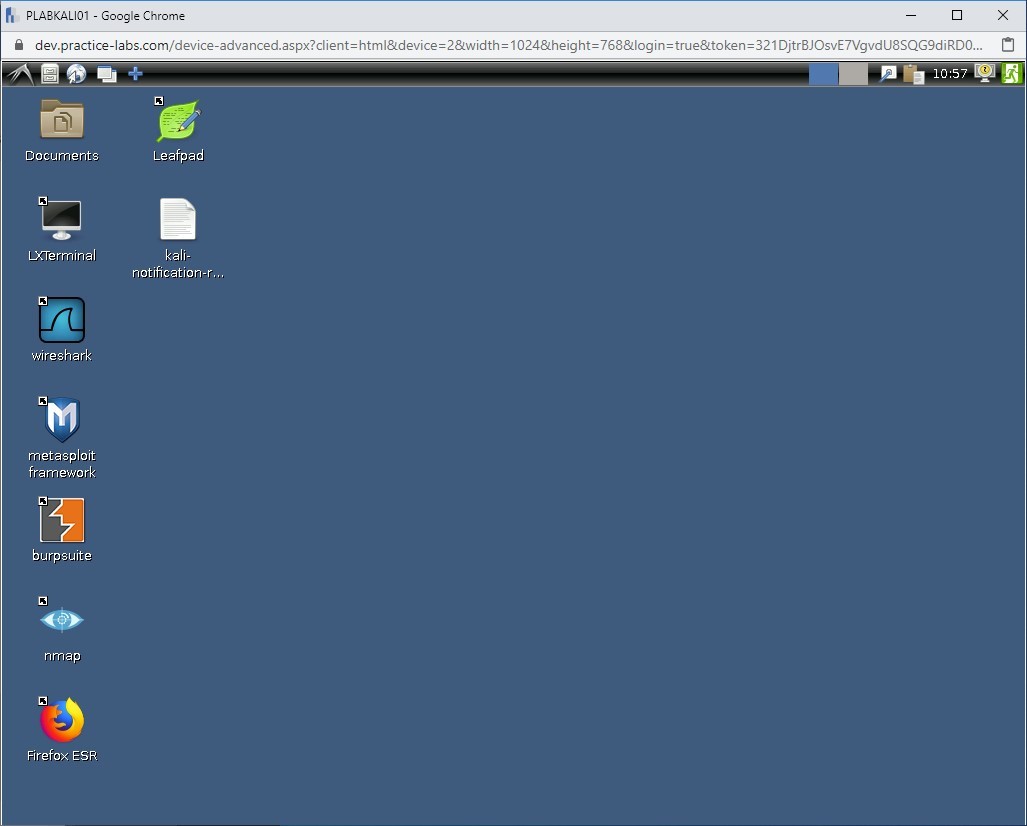 PLABKALI01 - Google Chrome
dev.practice-labs.com/device-advanced.aspx?client=html&device=2&width=1024&height=768&login=true&token=321DjtrBJOsvE7VgvdU8SQG9diRD0...
10:57
Documents
Leafpad
LXTerminal
kali-
notification-r...
wireshark
metasploit
framework
burpsuite
nmap
Firefox ESR